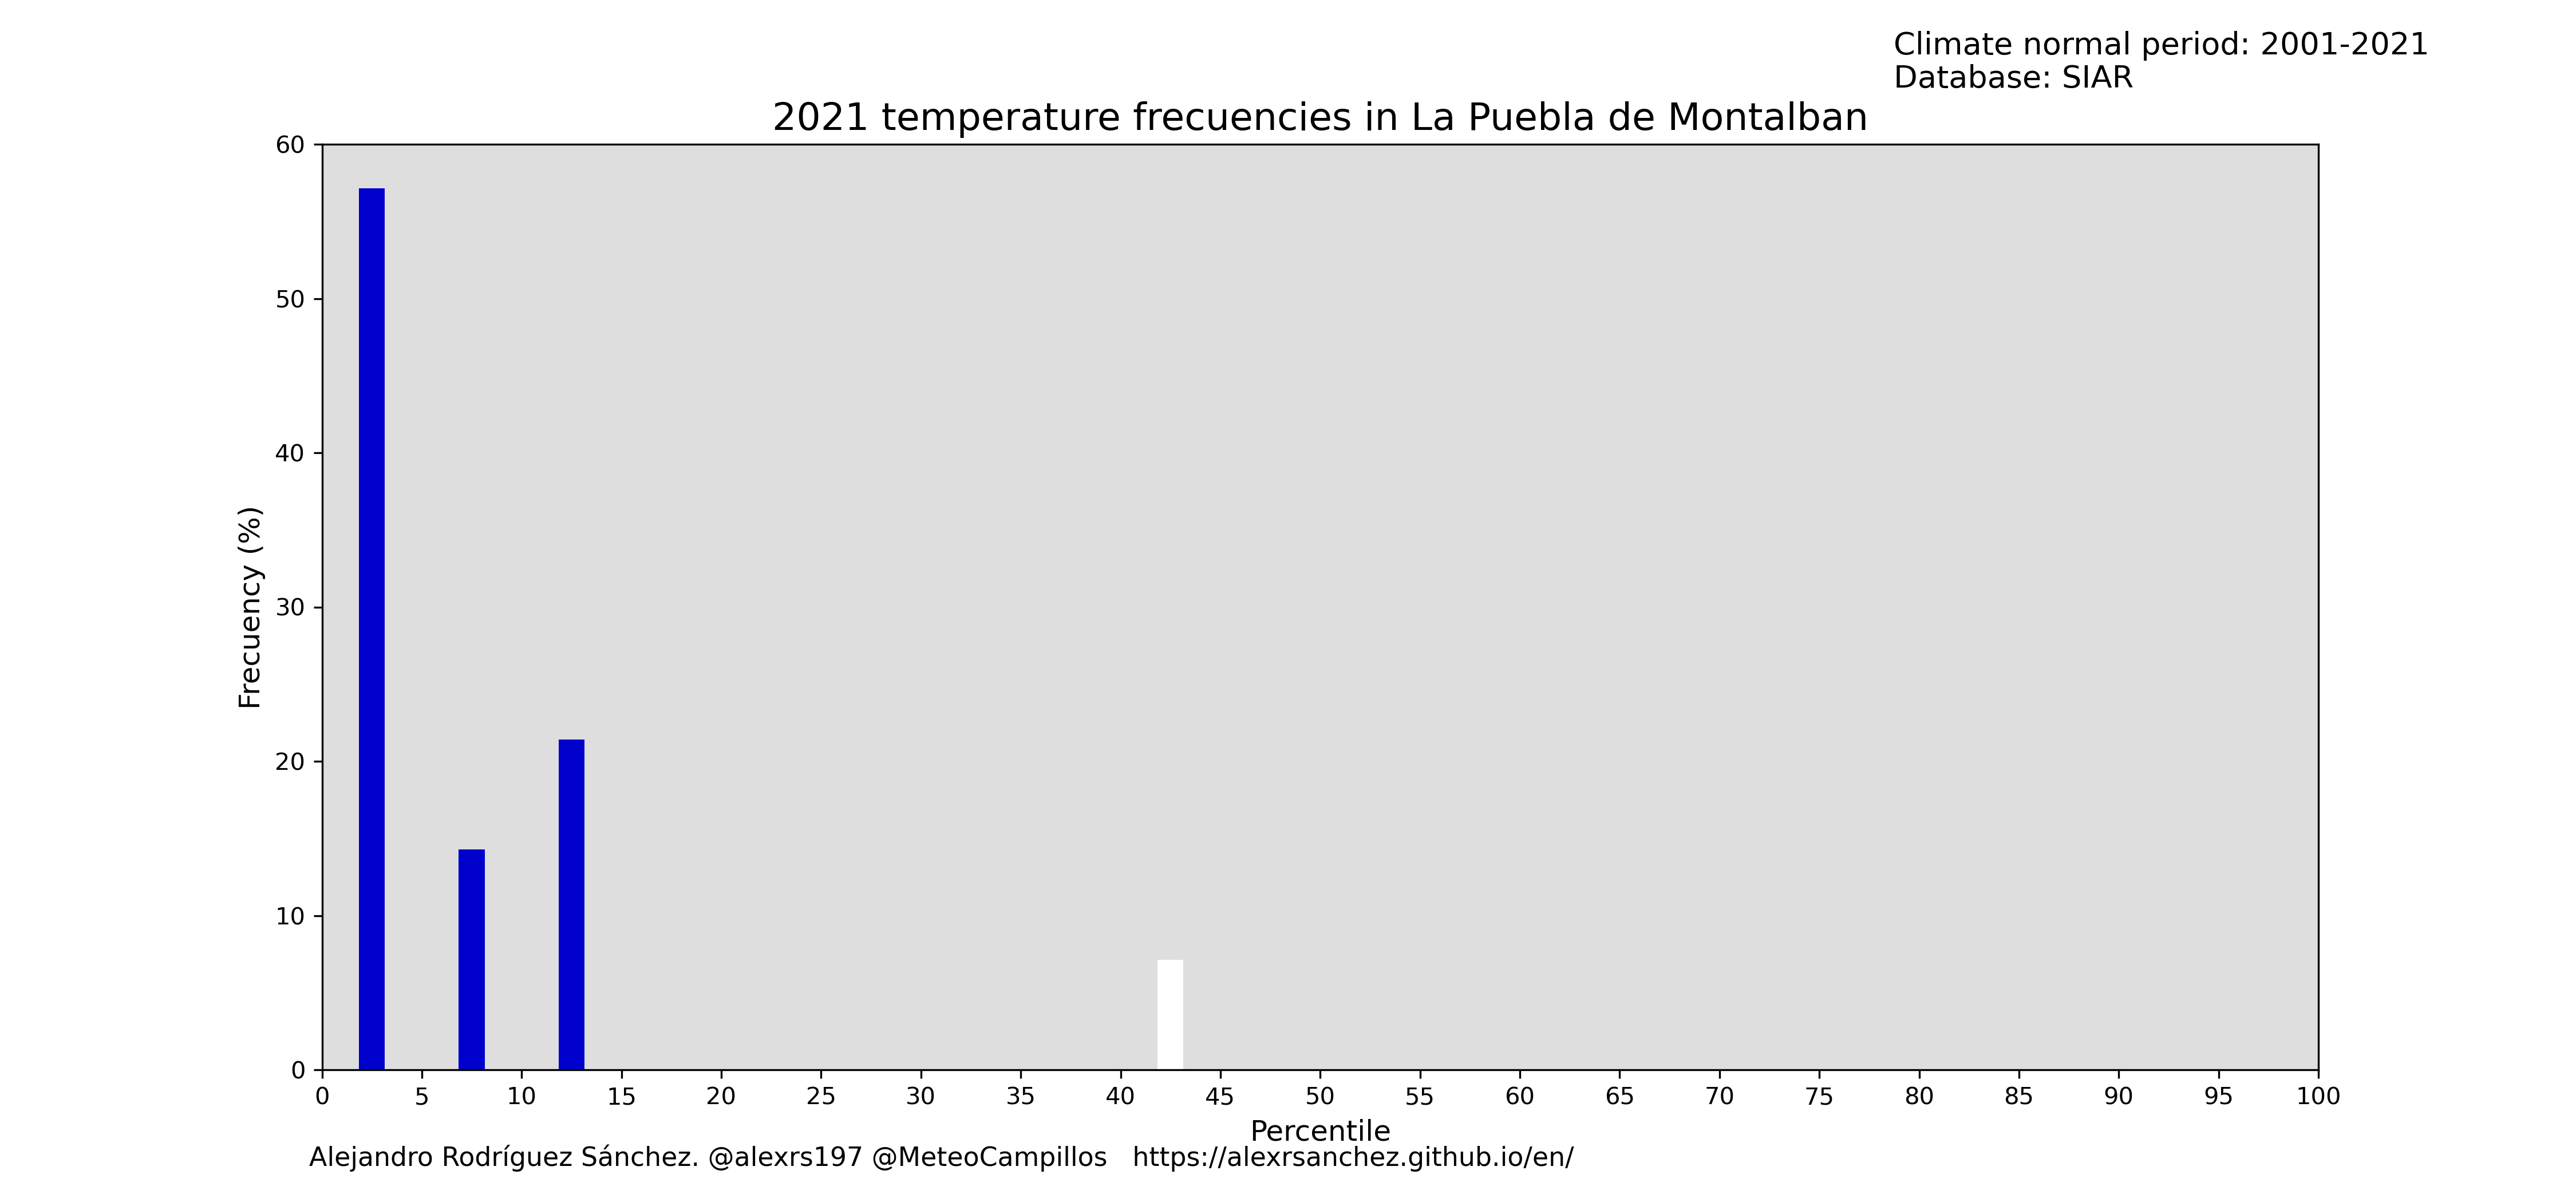 Climate normal period: 2001-2021
Database: SIAR
2021 temperature frecuencies in La Puebla de Montalban
60
50
40
30
20
10
0
Frecuency (%)
0 5 10 15 20 25 30 35 40 45 50 55 60 65 70 75 80 85 90 95 100
Percentile
Alejandro Rodríguez Sánchez. @alexrs197 @MeteoCampillos https://alexrsanchez.github.io/en/